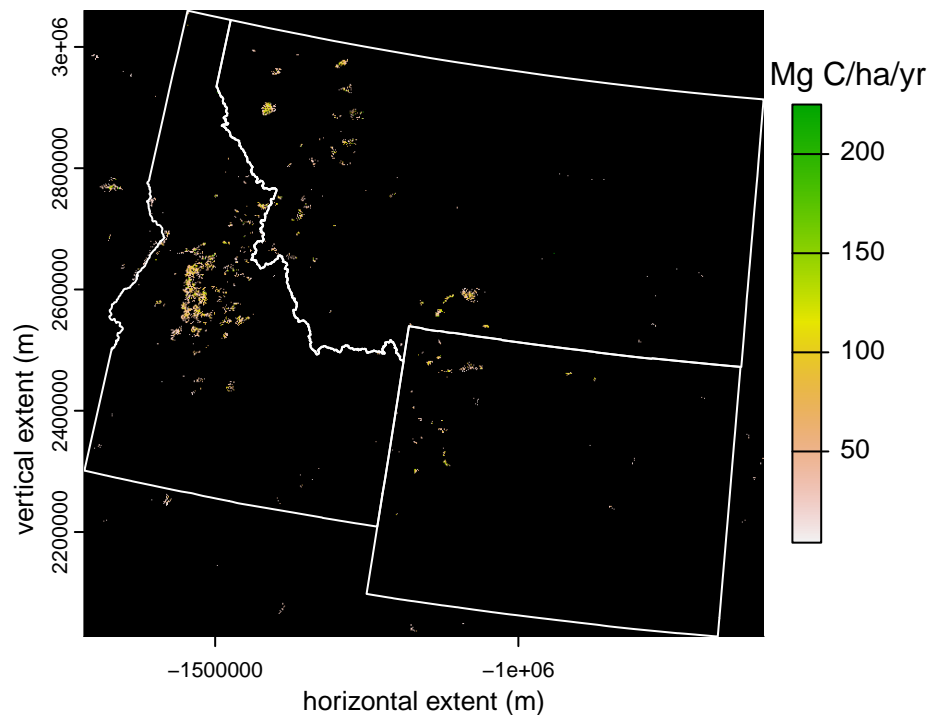 Mg C/ha/yr
200
150
100
50
3e+06
2800000
2600000
2400000
2200000
vertical extent (m)
−1500000
−1e+06
horizontal extent (m)